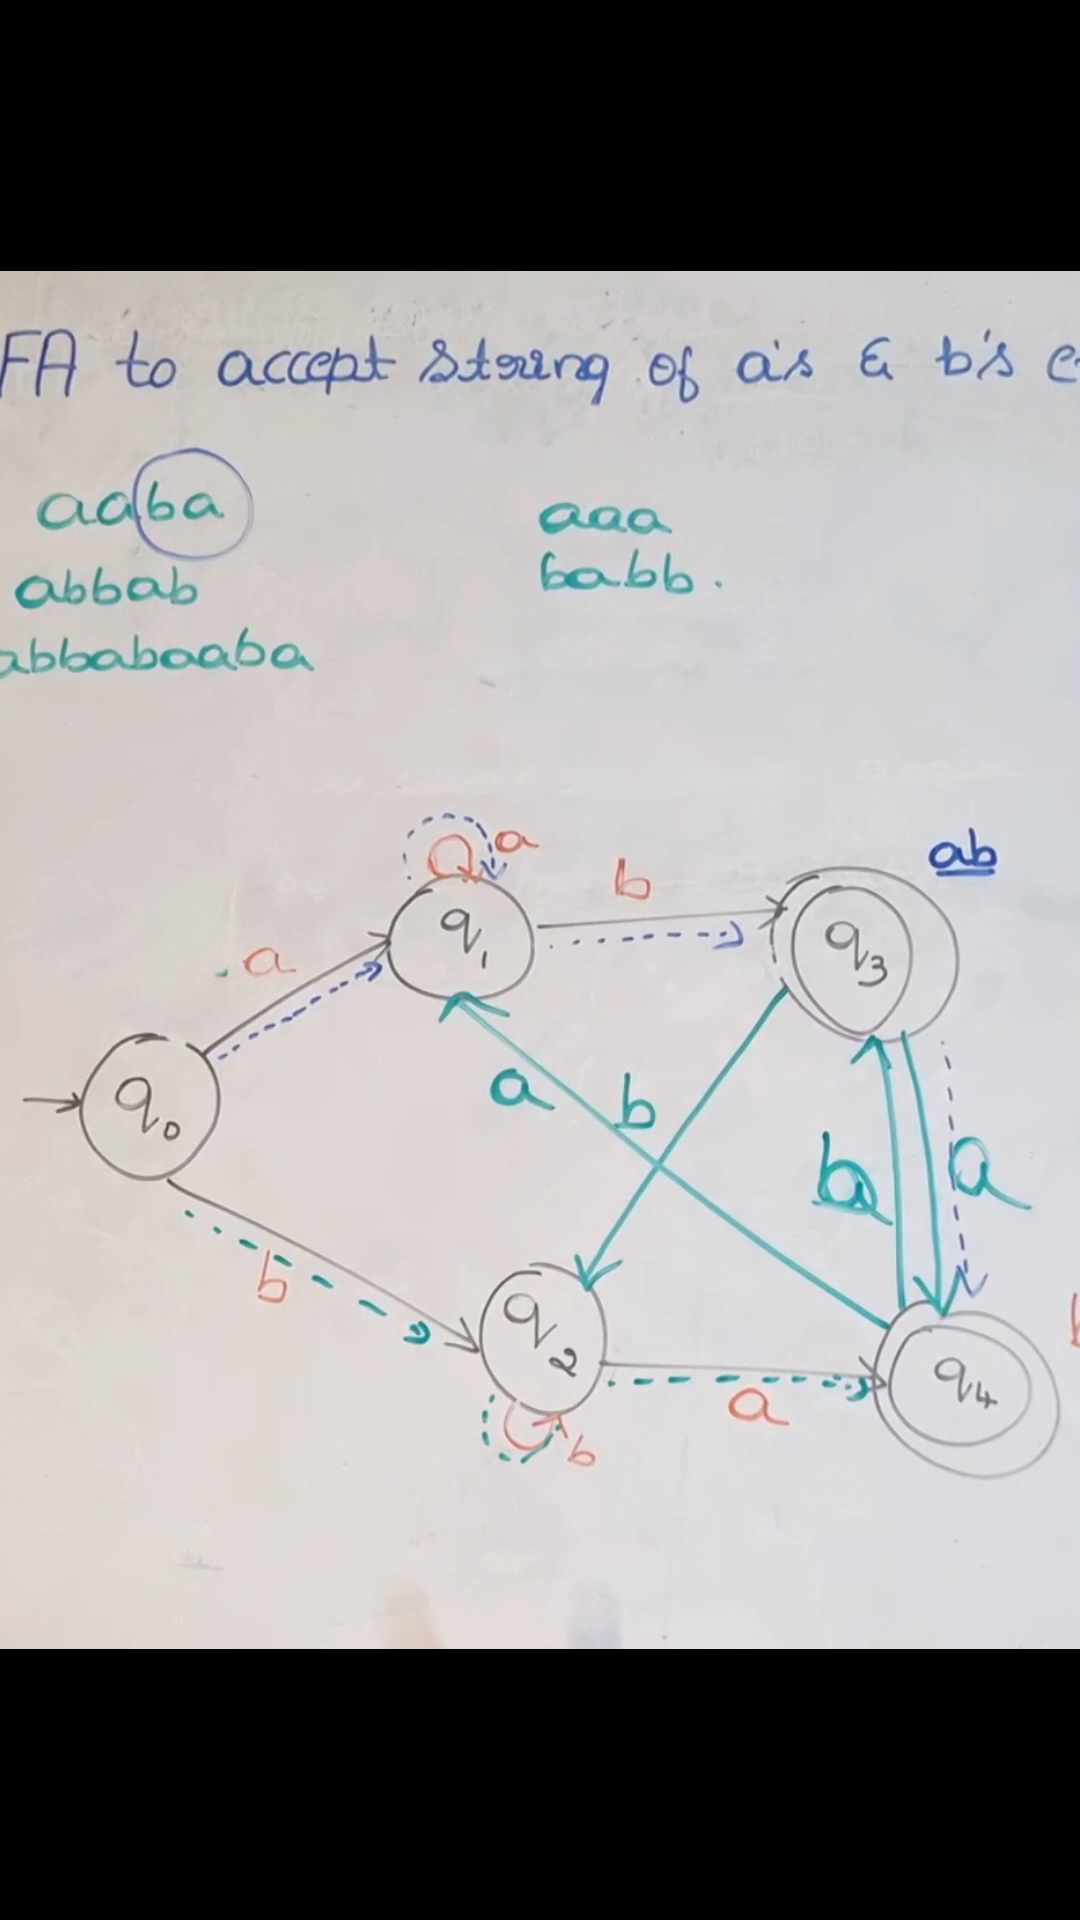 FA to accept string of a's & b's e
aaba
aaa
abbab
babb.
abbabaaba
a
b
ab
q1
q3
a
q0
a
b
b
a
b
q2
q4
a
b